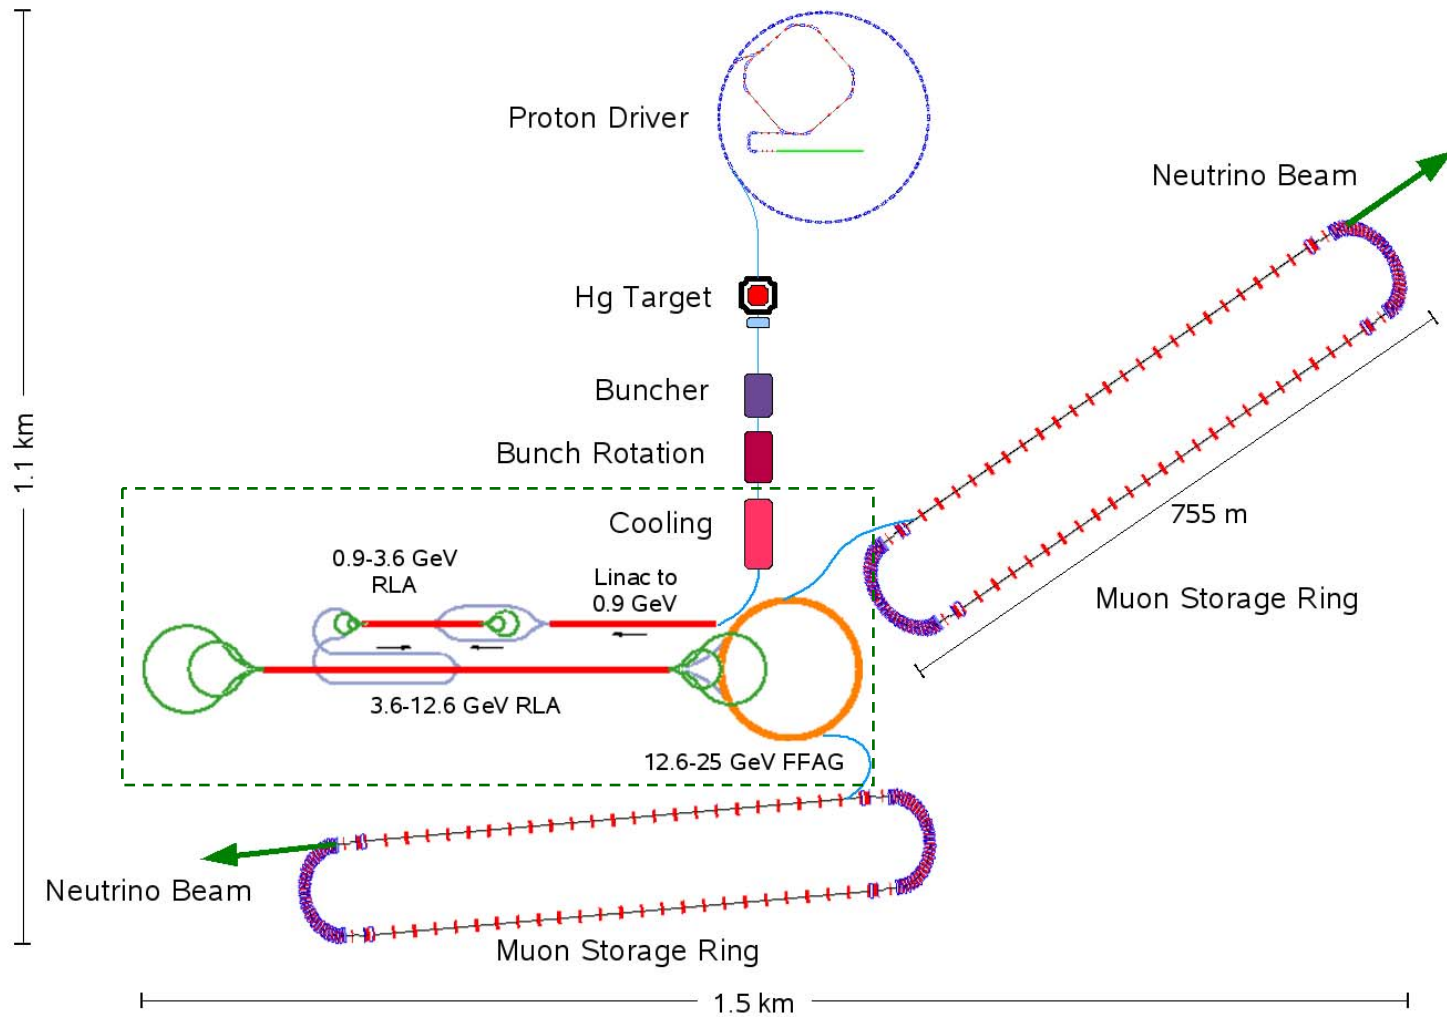 Proton Driver
Neutrino Beam
Hg Target
Buncher
1.1 km
Bunch Rotation
755 m
Cooling
0.9-3.6 GeV
RLA
Linac to
0.9 GeV
Muon Storage Ring
3.6-12.6 GeV RLA
12.6-25 GeV FFAG
Neutrino Beam
Muon Storage Ring
1.5 km